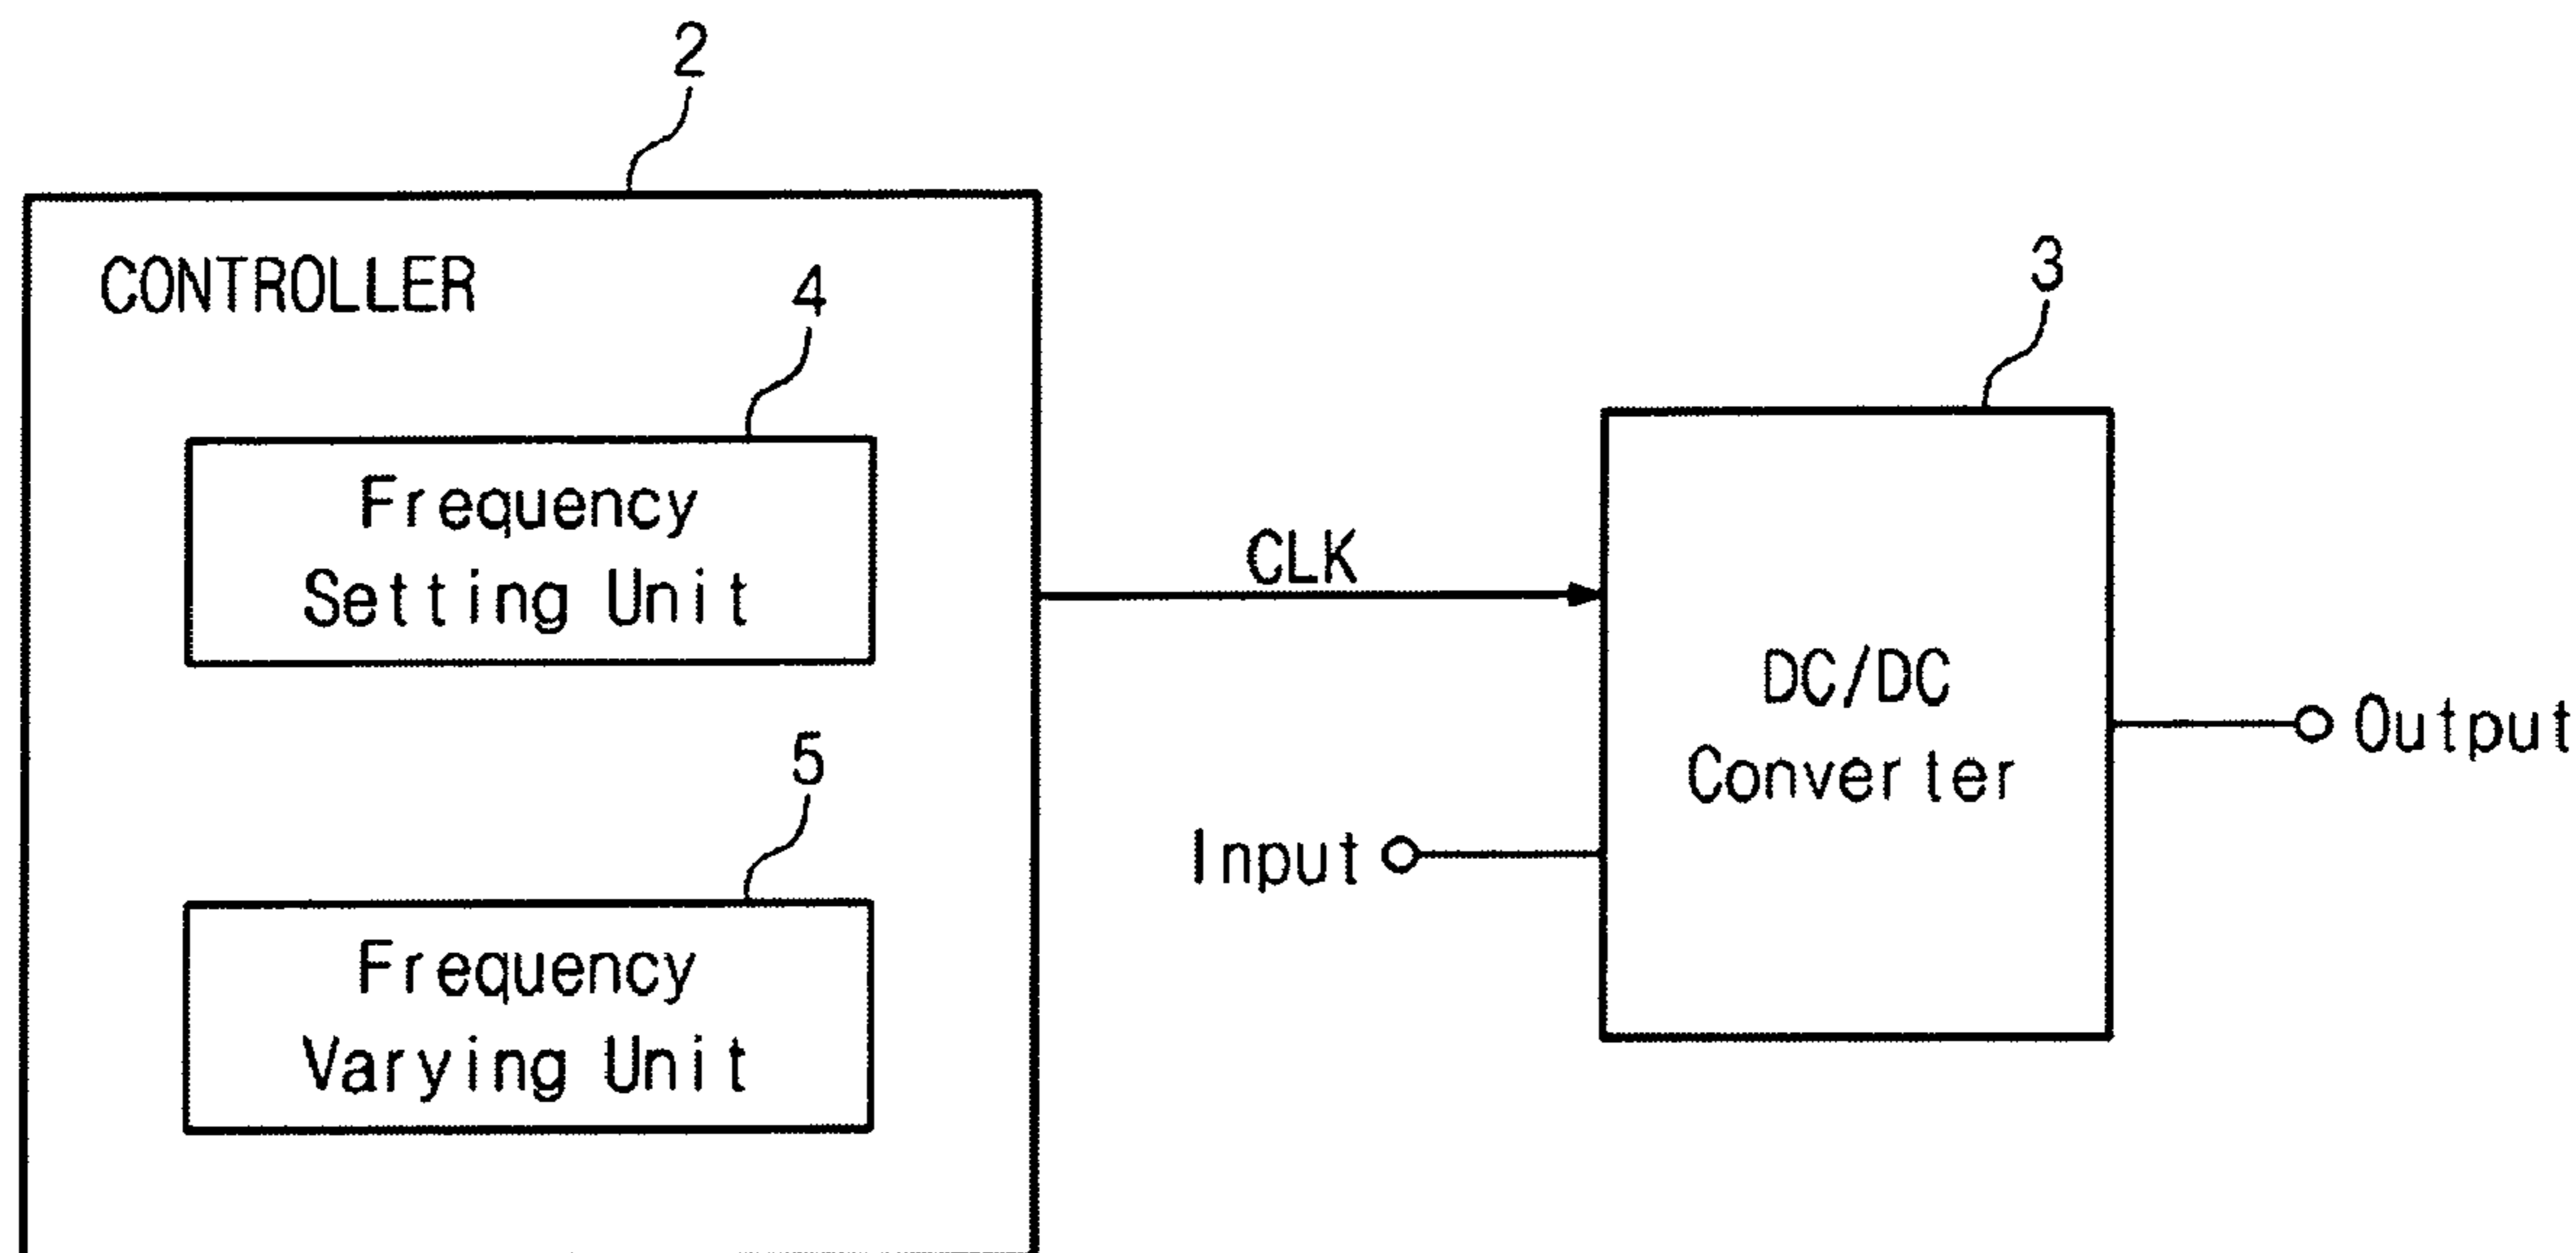 2
CONTROLLER
4
Frequency
Setting Unit
5
Frequency
Varying Unit
CLK
3
DC/DC
Converter
Input
Output